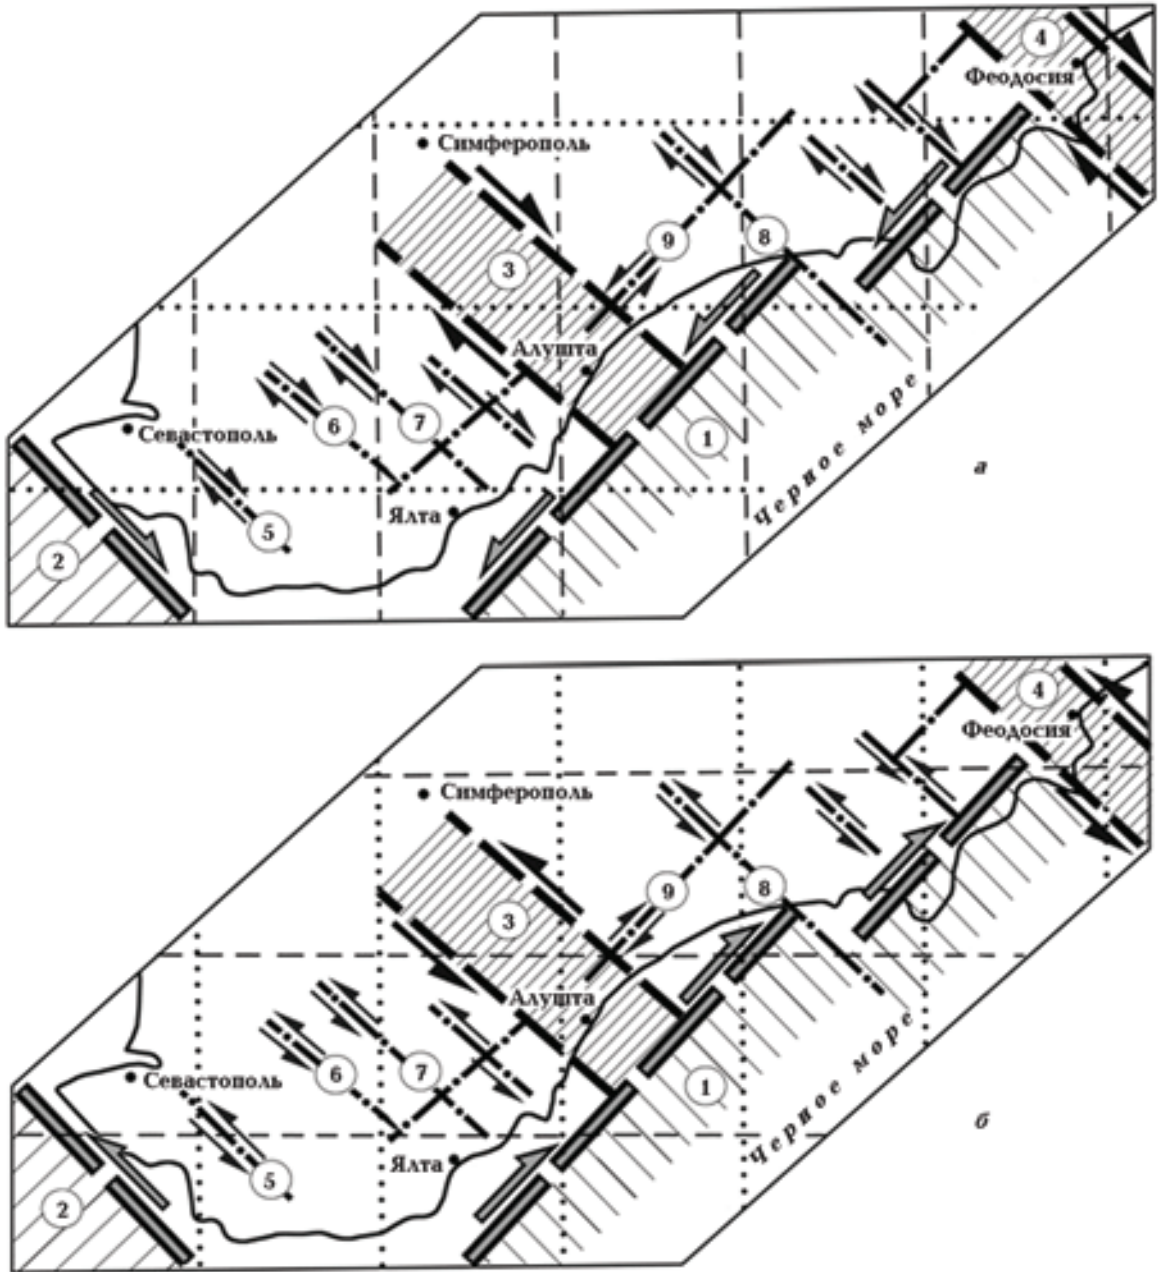 4
Феодосия
Симферополь
9
8
3
Алушта
6
7
1
Севастополь
Черное море
а
Ялта
5
2
4
Феодосия
Симферополь
9
8
3
Алушта
6
7
1
Севастополь
Черное море
б
Ялта
5
2